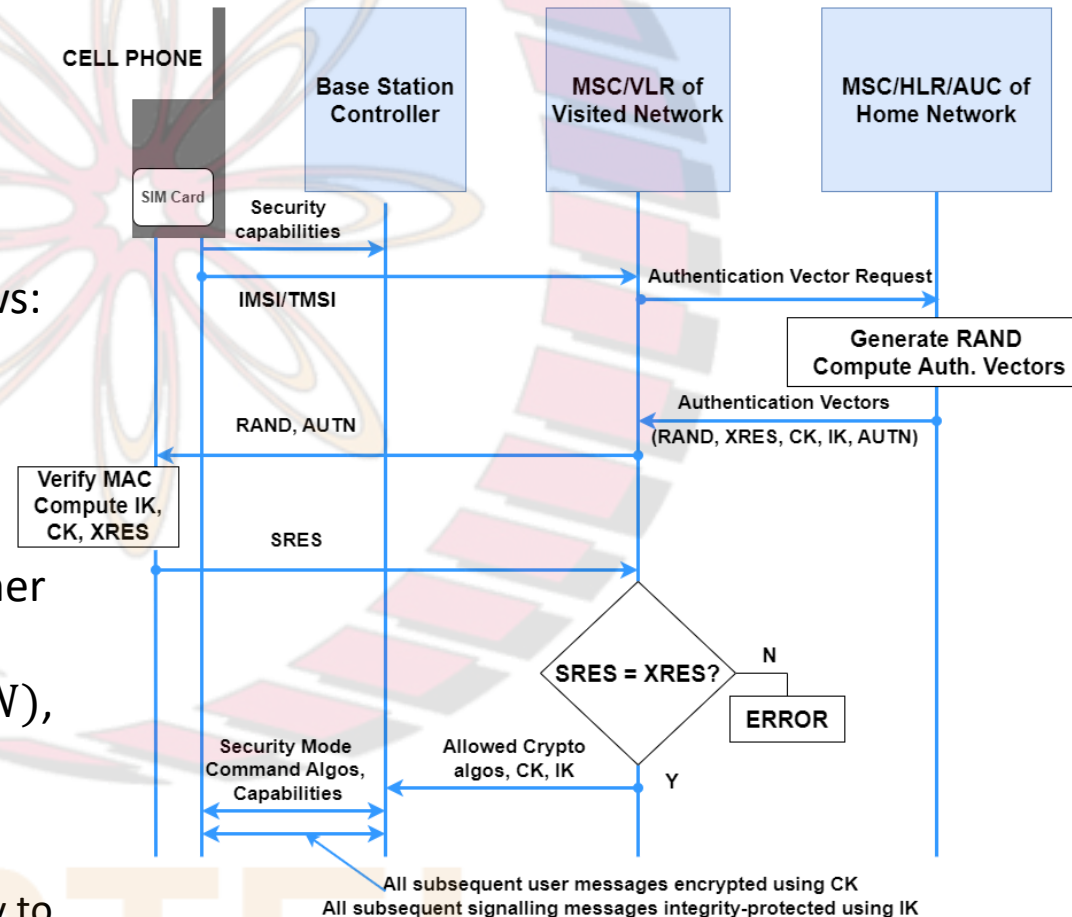 CELL PHONE
SIM Card
Base Station
Controller
MSC/VLR of
Visited Network
MSC/HLR/AUC of
Home Network
Security
capabilities
IMSI/TMSI
Authentication Vector Request
Generate RAND
Compute Auth. Vectors
Authentication Vectors
(RAND, XRES, CK, IK, AUTN)
RAND, AUTN
Verify MAC
Compute IK,
CK, XRES
SRES
SRES = XRES?
N
ERROR
Y
Allowed Crypto
algos, CK, IK
Security Mode
Command Algos,
Capabilities
All subsequent user messages encrypted using CK
All subsequent signalling messages integrity-protected using IK